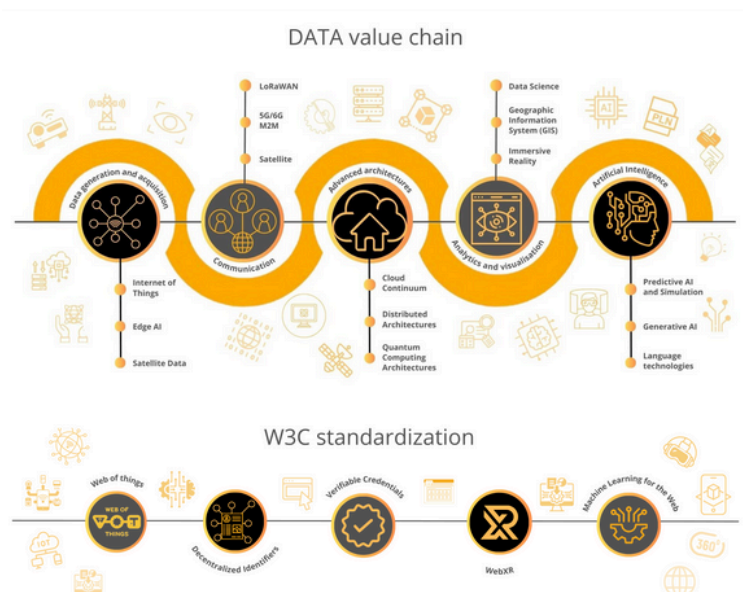 DATA value chain
LoRaWAN
5G/6G
M2M
Satellite
Data Science
Geographic
Information
System (GIS)
Immersive
Reality
AI
PLN
Data generation and acquisition
Communication
Advanced architectures
Analytics and visualisation
Artificial Intelligence
Internet of
Things
Edge AI
Satellite Data
Cloud
Continuum
Distributed
Architectures
Quantum
Computing
Architectures
Predictive AI
and Simulation
Generative AI
Language
technologies
W3C standardization
Web of things
WEB OF
WOT
THINGS
Decentralized Identifiers
Verifiable Credentials
WebXR
Machine Learning for the Web
IoT
360°